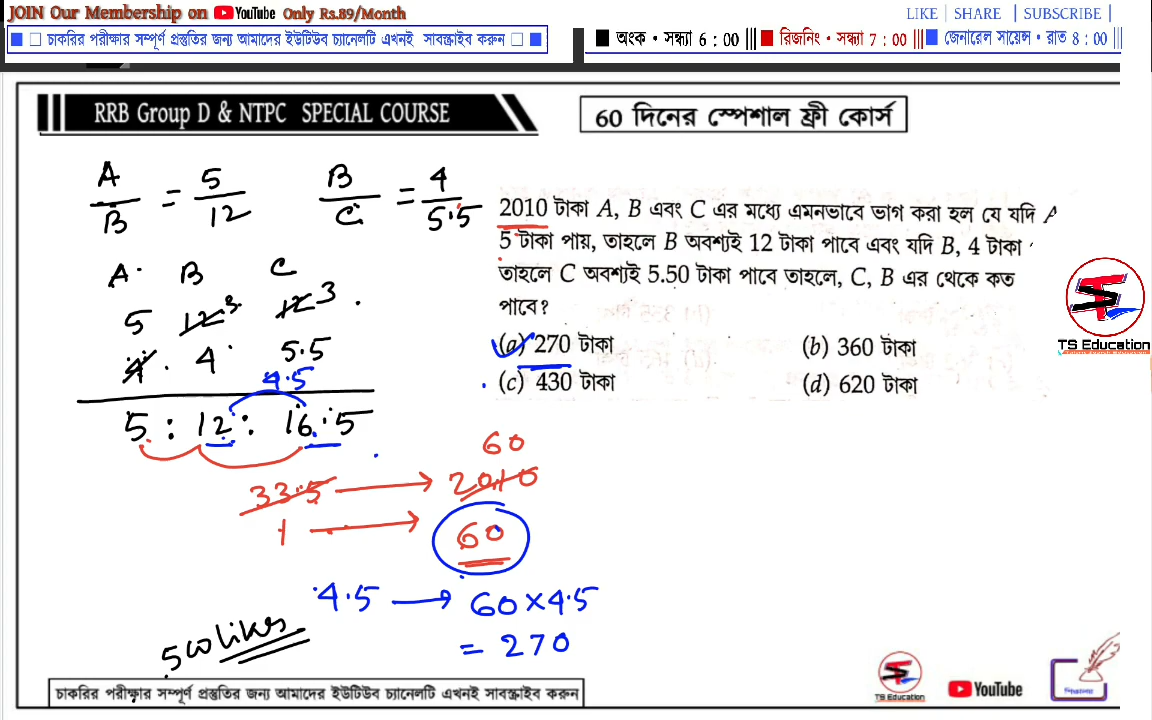 JOIN Our Membership on YouTube Only Rs.89/Month
LIKE | SHARE | SUBSCRIBE |
■ □ চাকরির পরীক্ষার সম্পূর্ণ প্রস্তুতির জন্য আমাদের ইউটিউব চ্যানেলটি এখনই সাবস্ক্রাইব করুন □ ■
■ অংক • সন্ধ্যা 6 : 00 ||| ■ রিজনিং • সন্ধ্যা 7 : 00 ||| ■ জেনারেল সায়েন্স • রাত 8 : 00 |||
RRB Group D & NTPC SPECIAL COURSE
60 দিনের স্পেশাল ফ্রী কোর্স
A/B = 5/12 B/C = 4/5.5
2010 টাকা A, B এবং C এর মধ্যে এমনভাবে ভাগ করা হল যে যদি A
5 টাকা পায়, তাহলে B অবশ্যই 12 টাকা পাবে এবং যদি B, 4 টাকা
তাহলে C অবশ্যই 5.50 টাকা পাবে তাহলে, C, B এর থেকে কত
পাবে?
(a) 270 টাকা (b) 360 টাকা
(c) 430 টাকা (d) 620 টাকা
A B C
5 12 3 12 3
4 4 5.5
4.5
5 : 12 : 16.5
60
33.5 → 2010
1 → 60
4.5 → 60 × 4.5
= 270
500 likes
TS Education
চাকরির পরীক্ষার সম্পূর্ণ প্রস্তুতির জন্য আমাদের ইউটিউব চ্যানেলটি এখনই সাবস্ক্রাইব করুন
TS Education
YouTube